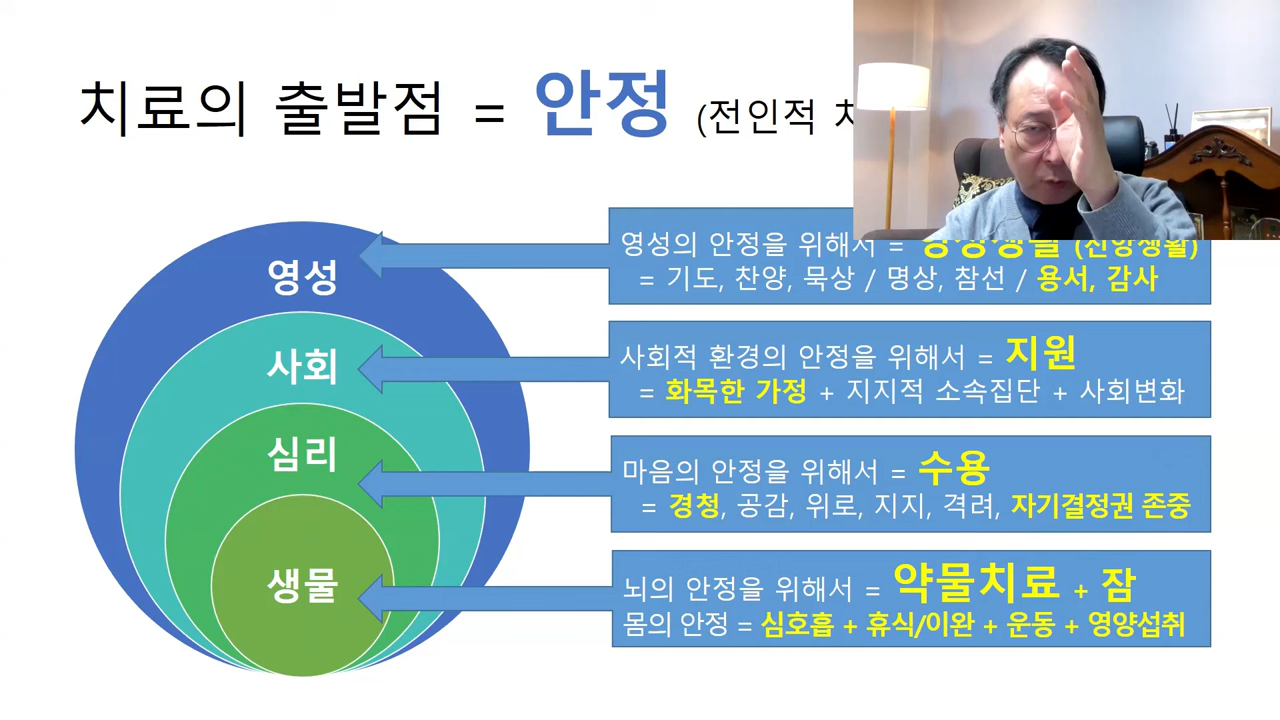 치료의 출발점 = 안정 (전인적
영성
사회
심리
생물
영성의 안정을 위해서 = (신앙생활)
= 기도, 찬양, 묵상 / 명상, 참선 / 용서, 감사
사회적 환경의 안정을 위해서 = 지원
= 화목한 가정 + 지지적 소속집단 + 사회변화
마음의 안정을 위해서 = 수용
= 경청, 공감, 위로, 지지, 격려, 자기결정권 존중
뇌의 안정을 위해서 = 약물치료 + 잠
몸의 안정 = 심호흡 + 휴식/이완 + 운동 + 영양섭취